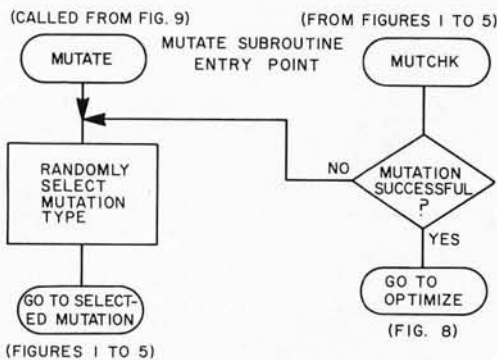 (CALLED FROM FIG. 9)
MUTATE
MUTATE SUBROUTINE
ENTRY POINT
(FROM FIGURES 1 TO 5)
MUTCHK
RANDOMLY
SELECT
MUTATION
TYPE
GO TO SELECT-
ED MUTATION
(FIGURES 1 TO 5)
NO
MUTATION
SUCCESSFUL
?
YES
GO TO
OPTIMIZE
(FIG. 8)